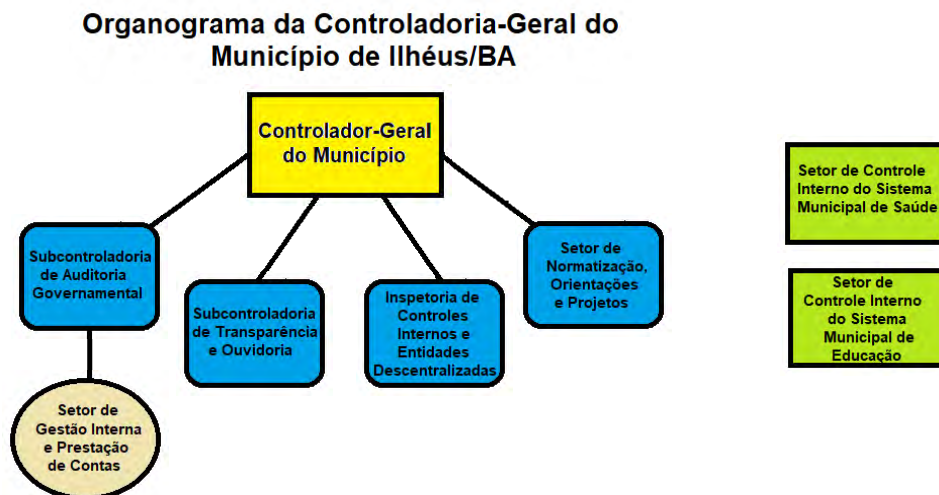 Organograma da Controladoria-Geral do
Município de Ilhéus/BA
Controlador-Geral
do Município
Subcontroladoria
de Auditoria
Governamental
Subcontroladoria
de Transparência
e Ouvidoria
Inspetoria de
Controles
Internos e
Entidades
Descentralizadas
Setor de
Normatização,
Orientações
e Projetos
Setor de
Gestão Interna
e Prestação
de Contas
Setor de Controle
Interno do Sistema
Municipal de Saúde
Setor de
Controle Interno
do Sistema
Municipal de
Educação